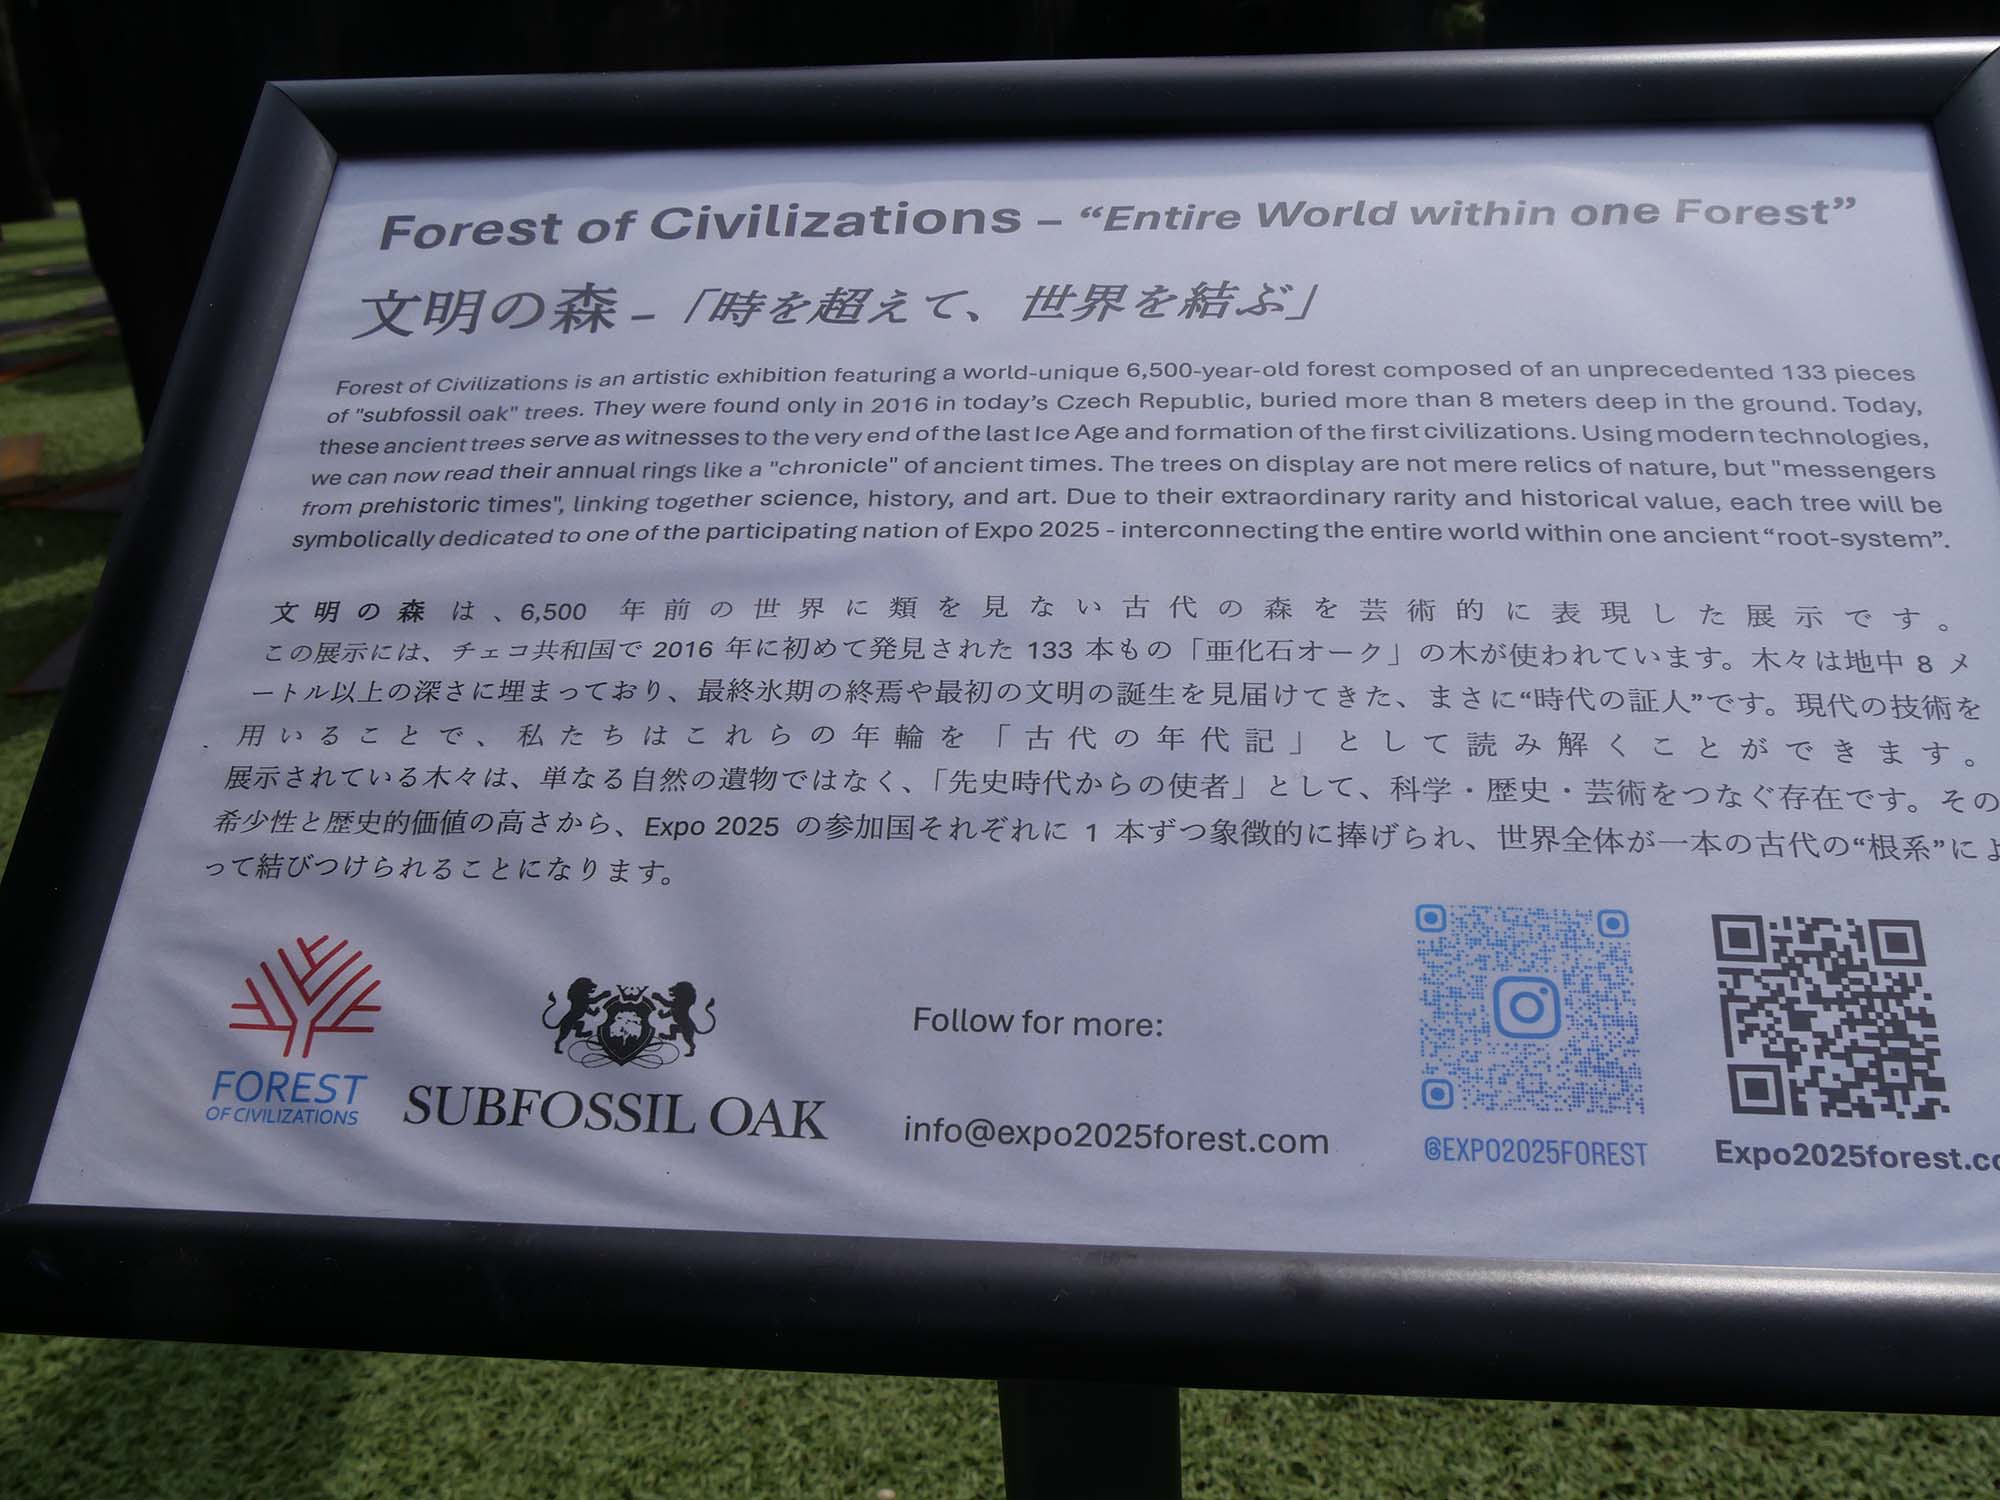 Forest of Civilizations – “Entire World within one Forest”
文明の森 – 「時を超えて、世界を結ぶ」
Forest of Civilizations is an artistic exhibition featuring a world-unique 6,500-year-old forest composed of an unprecedented 133 pieces
of "subfossil oak" trees. They were found only in 2016 in today’s Czech Republic, buried more than 8 meters deep in the ground. Today,
these ancient trees serve as witnesses to the very end of the last Ice Age and formation of the first civilizations. Using modern technologies,
we can now read their annual rings like a "chronicle" of ancient times. The trees on display are not mere relics of nature, but "messengers
from prehistoric times", linking together science, history, and art. Due to their extraordinary rarity and historical value, each tree will be
symbolically dedicated to one of the participating nation of Expo 2025 - interconnecting the entire world within one ancient “root-system”.
文明の森は、6,500 年前の世界に類を見ない古代の森を芸術的に表現した展示です。
この展示には、チェコ共和国で 2016 年に初めて発見された 133 本もの「亜化石オーク」の木が使われています。木々は地中 8 メ
ートル以上の深さに埋まっており、最終氷期の終焉や最初の文明の誕生を見届けてきた、まさに“時代の証人”です。現代の技術を
用いることで、私たちはこれらの年輪を「古代の年代記」として読み解くことができます。
展示されている木々は、単なる自然の遺物ではなく、「先史時代からの使者」として、科学・歴史・芸術をつなぐ存在です。その
希少性と歴史的価値の高さから、Expo 2025 の参加国それぞれに 1 本ずつ象徴的に捧げられ、世界全体が一本の古代の“根系”によ
って結びつけられることになります。
FOREST
OF CIVILIZATIONS
SUBFOSSIL OAK
Follow for more:
info@expo2025forest.com
@EXPO2025FOREST
Expo2025forest.co